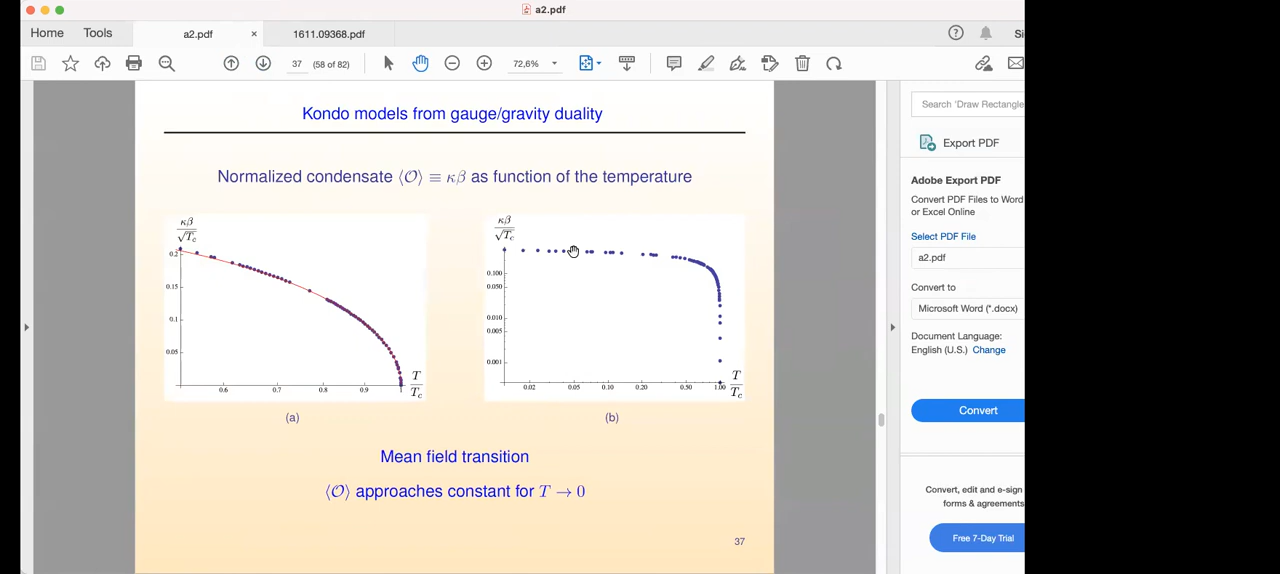 a2.pdf
Home Tools a2.pdf × 1611.09368.pdf
37 (58 of 82) 72,6%
Kondo models from gauge/gravity duality
Normalized condensate ⟨𝒪⟩ ≡ κβ as function of the temperature
κβ/√Tc
0.2
0.15
0.1
0.05
0.6 0.7 0.8 0.9 1
T/Tc
(a)
κβ/√Tc
0.100
0.050
0.010
0.005
0.001
0.02 0.05 0.10 0.20 0.50 1.00
T/Tc
(b)
Mean field transition
⟨𝒪⟩ approaches constant for T → 0
37
Search 'Draw Rectangle
Export PDF
Adobe Export PDF
Convert PDF Files to Word
or Excel Online
Select PDF File
a2.pdf
Convert to
Microsoft Word (*.docx)
Document Language:
English (U.S.) Change
Convert
Convert, edit and e-sign
forms & agreements
Free 7-Day Trial